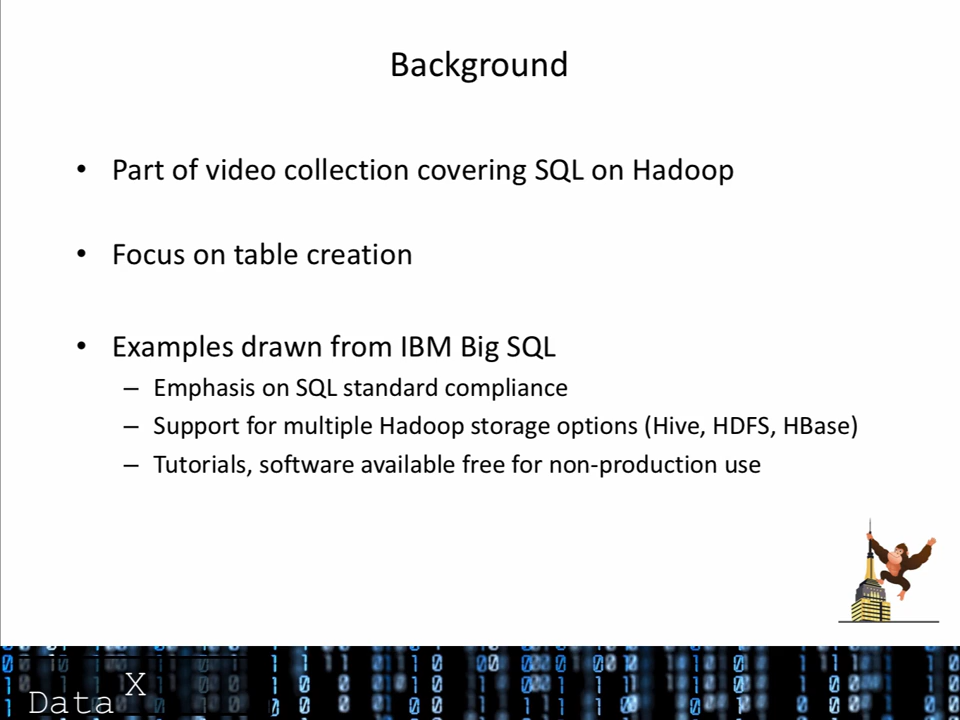 Background
• Part of video collection covering SQL on Hadoop
• Focus on table creation
• Examples drawn from IBM Big SQL
– Emphasis on SQL standard compliance
– Support for multiple Hadoop storage options (Hive, HDFS, HBase)
– Tutorials, software available free for non-production use
Data X